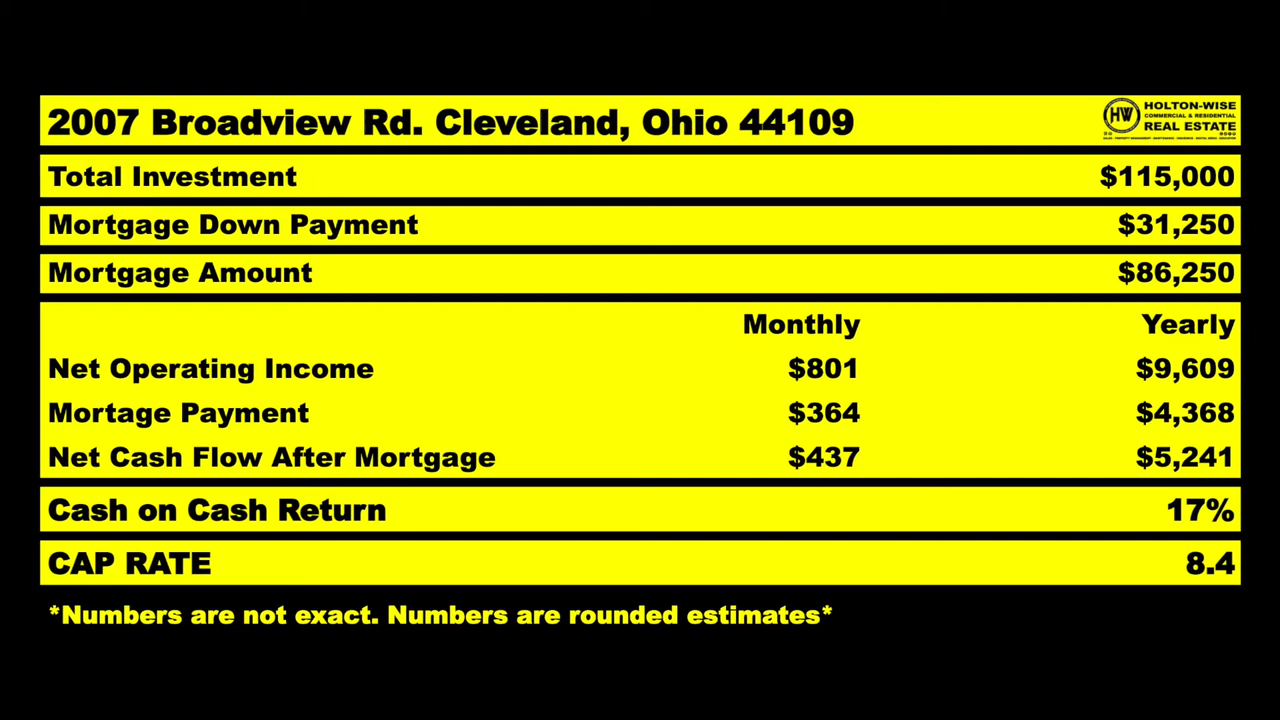 2007 Broadview Rd. Cleveland, Ohio 44109
HW
HOLTON-WISE
COMMERCIAL & RESIDENTIAL
REAL ESTATE
Total Investment $115,000
Mortgage Down Payment $31,250
Mortgage Amount $86,250
Monthly Yearly
Net Operating Income $801 $9,609
Mortage Payment $364 $4,368
Net Cash Flow After Mortgage $437 $5,241
Cash on Cash Return 17%
CAP RATE 8.4
*Numbers are not exact. Numbers are rounded estimates*